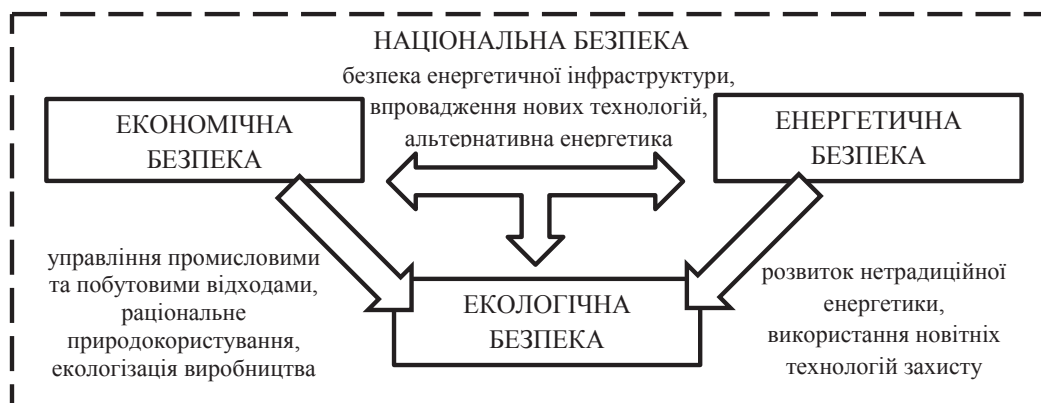 НАЦІОНАЛЬНА БЕЗПЕКА
безпека енергетичної інфраструктури,
впровадження нових технологій,
альтернативна енергетика
ЕКОНОМІЧНА
БЕЗПЕКА
ЕНЕРГЕТИЧНА
БЕЗПЕКА
управління промисловими
та побутовими відходами,
раціональне
природокористування,
екологізація виробництва
ЕКОЛОГІЧНА
БЕЗПЕКА
розвиток нетрадиційної
енергетики,
використання новітніх
технологій захисту